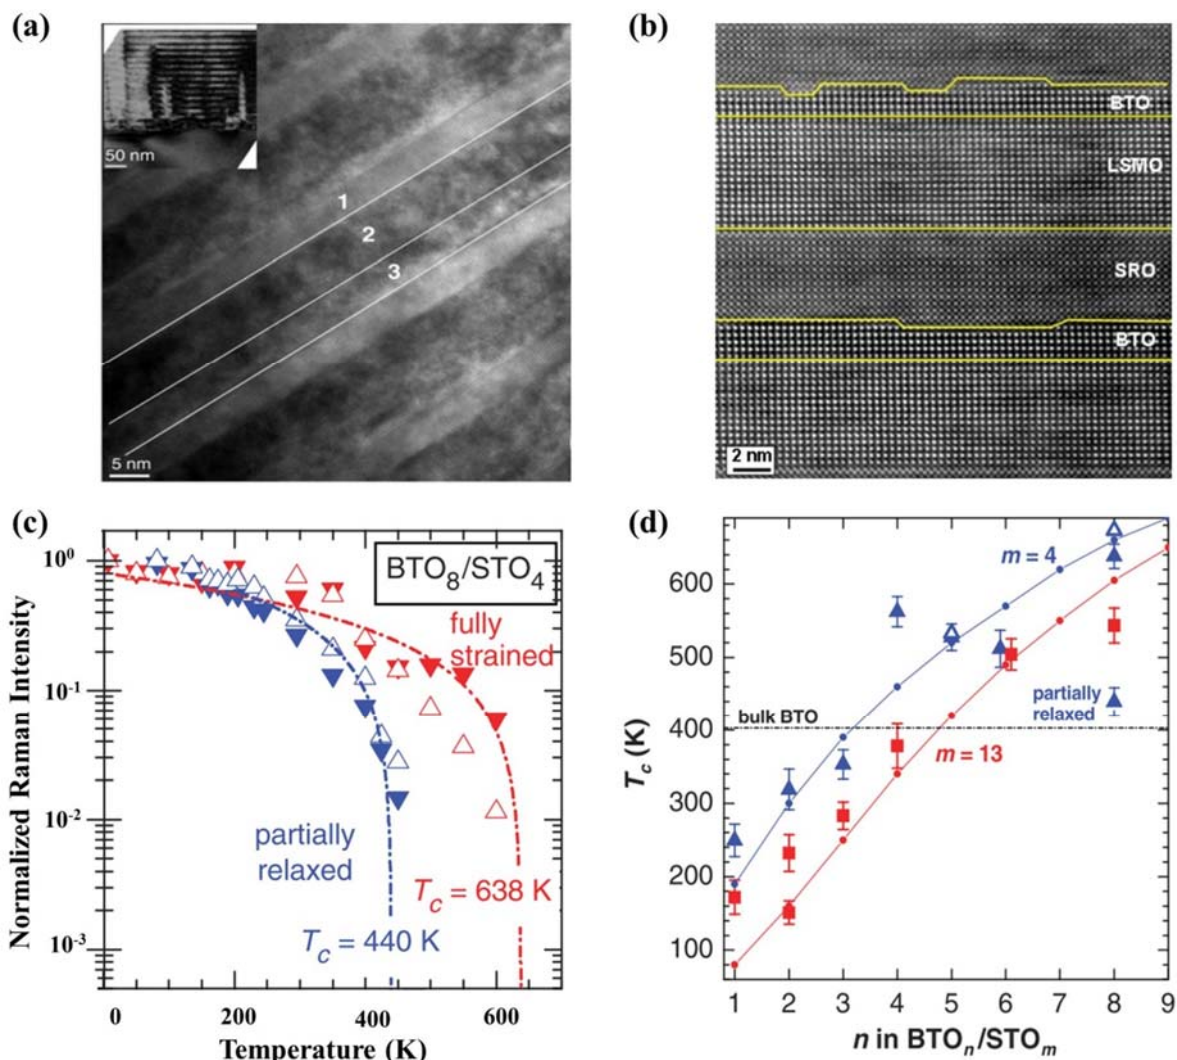 (a)
50 nm
1
2
3
5 nm
(b)
BTO
LSMO
SRO
BTO
2 nm
(c)
Normalized Raman Intensity
10⁰
10⁻¹
10⁻²
10⁻³
BTO₈/STO₄
fully
strained
partially
relaxed
T_c = 638 K
T_c = 440 K
0 200 400 600
Temperature (K)
(d)
T_c (K)
600
500
400
300
200
100
m = 4
bulk BTO
partially
relaxed
m = 13
1 2 3 4 5 6 7 8 9
n in BTOₙ/STOₘ